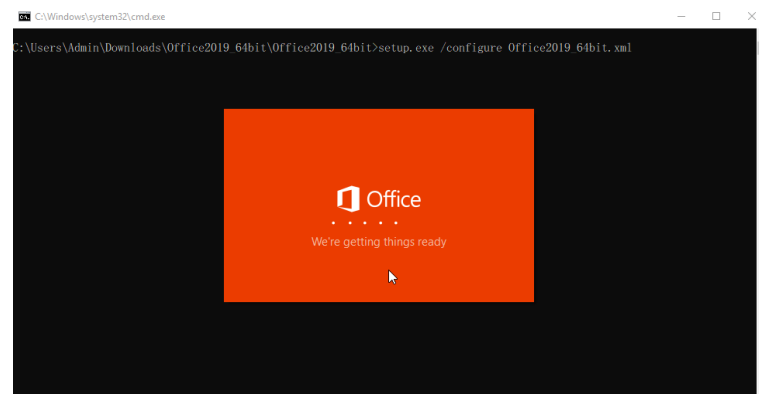 C:\Windows\system32\cmd.exe
C:\Users\Admin\Downloads\Office2019_64bit\Office2019_64bit>setup.exe /configure Office2019_64bit.xml
Office
We're getting things ready